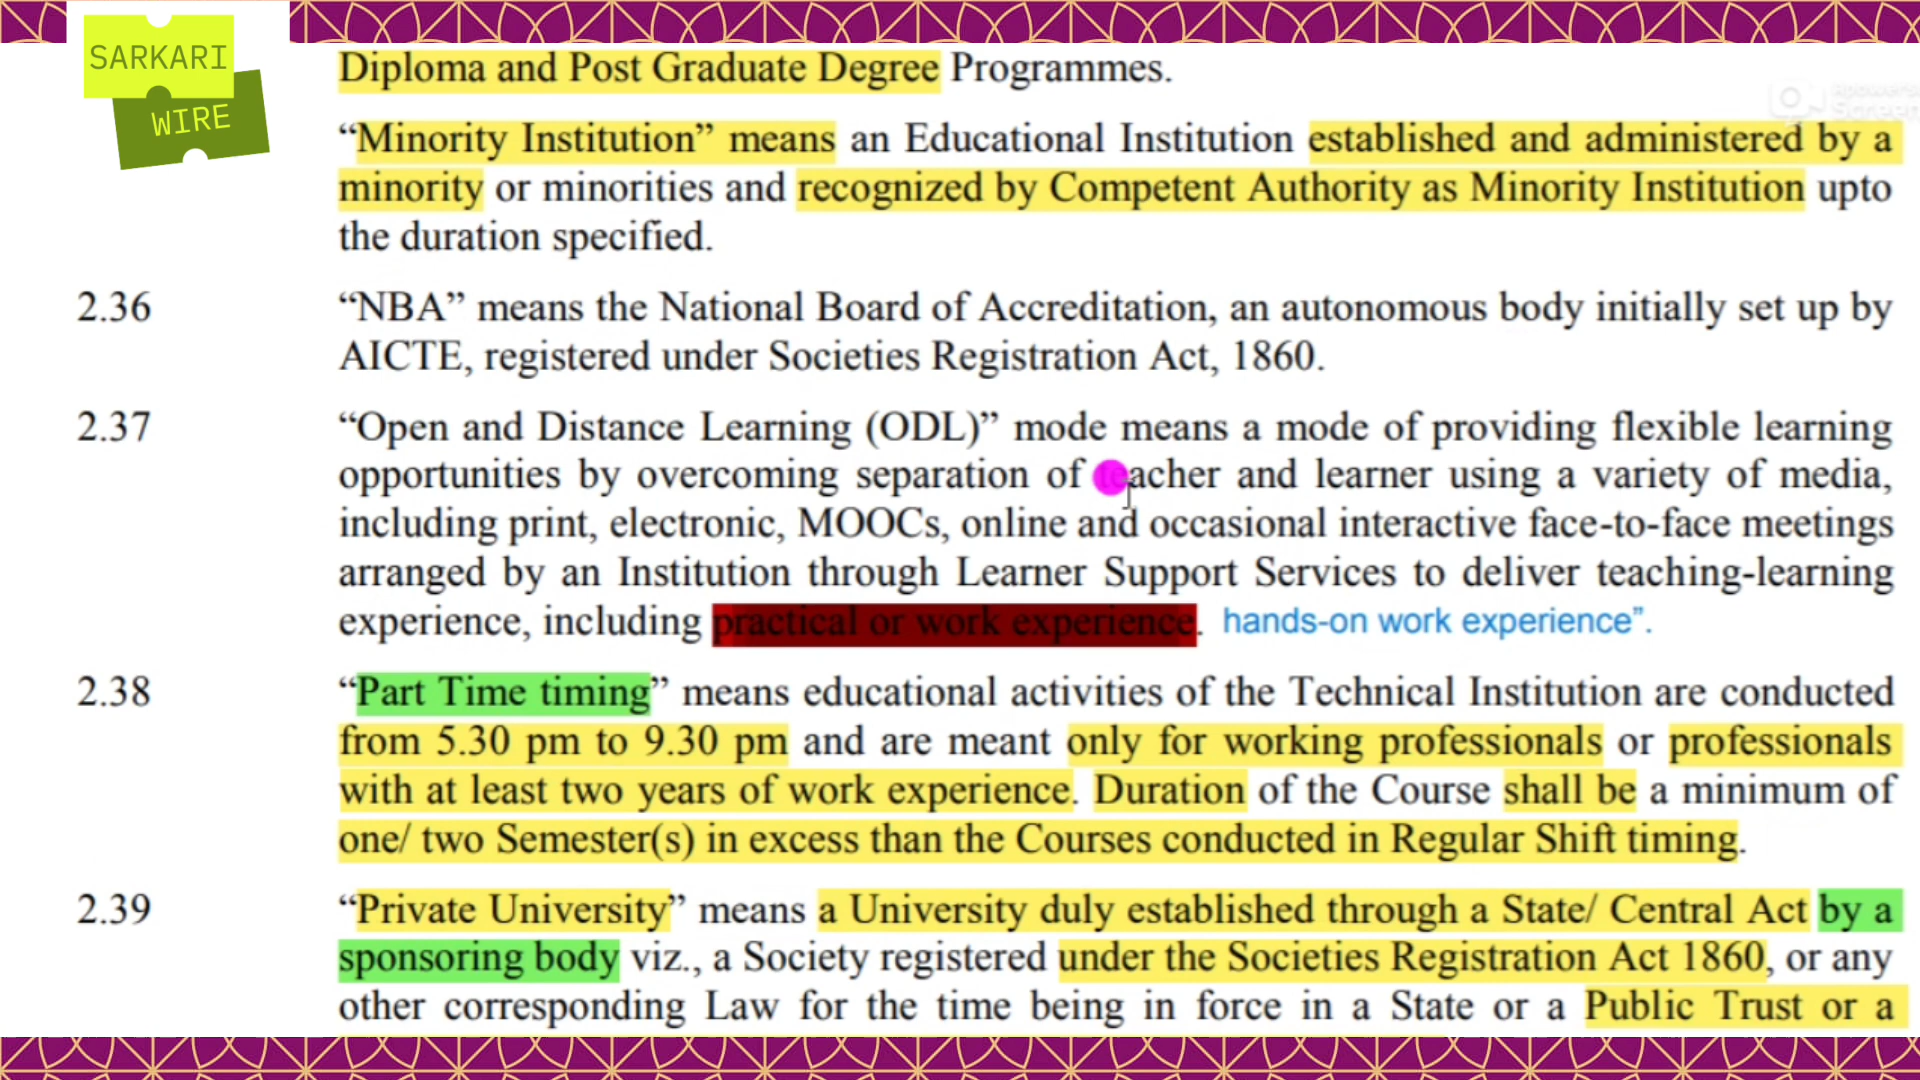 SARKARI
WIRE
Diploma and Post Graduate Degree Programmes.
“Minority Institution” means an Educational Institution established and administered by a
minority or minorities and recognized by Competent Authority as Minority Institution upto
the duration specified.
2.36 “NBA” means the National Board of Accreditation, an autonomous body initially set up by
AICTE, registered under Societies Registration Act, 1860.
2.37 “Open and Distance Learning (ODL)” mode means a mode of providing flexible learning
opportunities by overcoming separation of teacher and learner using a variety of media,
including print, electronic, MOOCs, online and occasional interactive face-to-face meetings
arranged by an Institution through Learner Support Services to deliver teaching-learning
experience, including practical or work experience. hands-on work experience”.
2.38 “Part Time timing” means educational activities of the Technical Institution are conducted
from 5.30 pm to 9.30 pm and are meant only for working professionals or professionals
with at least two years of work experience. Duration of the Course shall be a minimum of
one/ two Semester(s) in excess than the Courses conducted in Regular Shift timing.
2.39 “Private University” means a University duly established through a State/ Central Act by a
sponsoring body viz., a Society registered under the Societies Registration Act 1860, or any
other corresponding Law for the time being in force in a State or a Public Trust or a